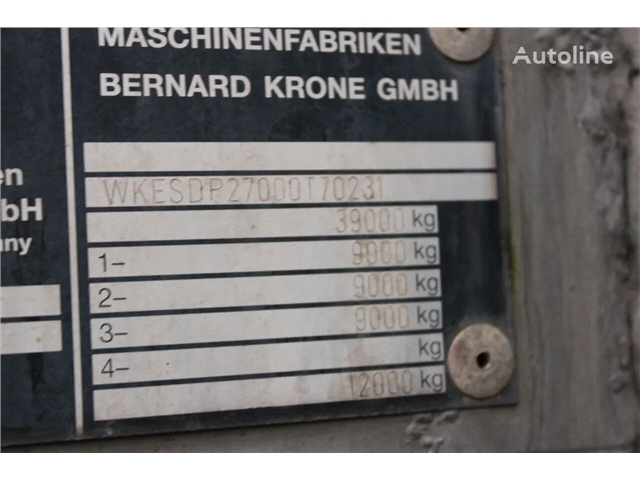 Autoline
MASCHINENFABRIKEN
BERNARD KRONE GMBH
WKESDP27000T70231
39000 kg
1- 9000 kg
2- 9000 kg
3- 9000 kg
4- kg
12000 kg
en
bH
ny